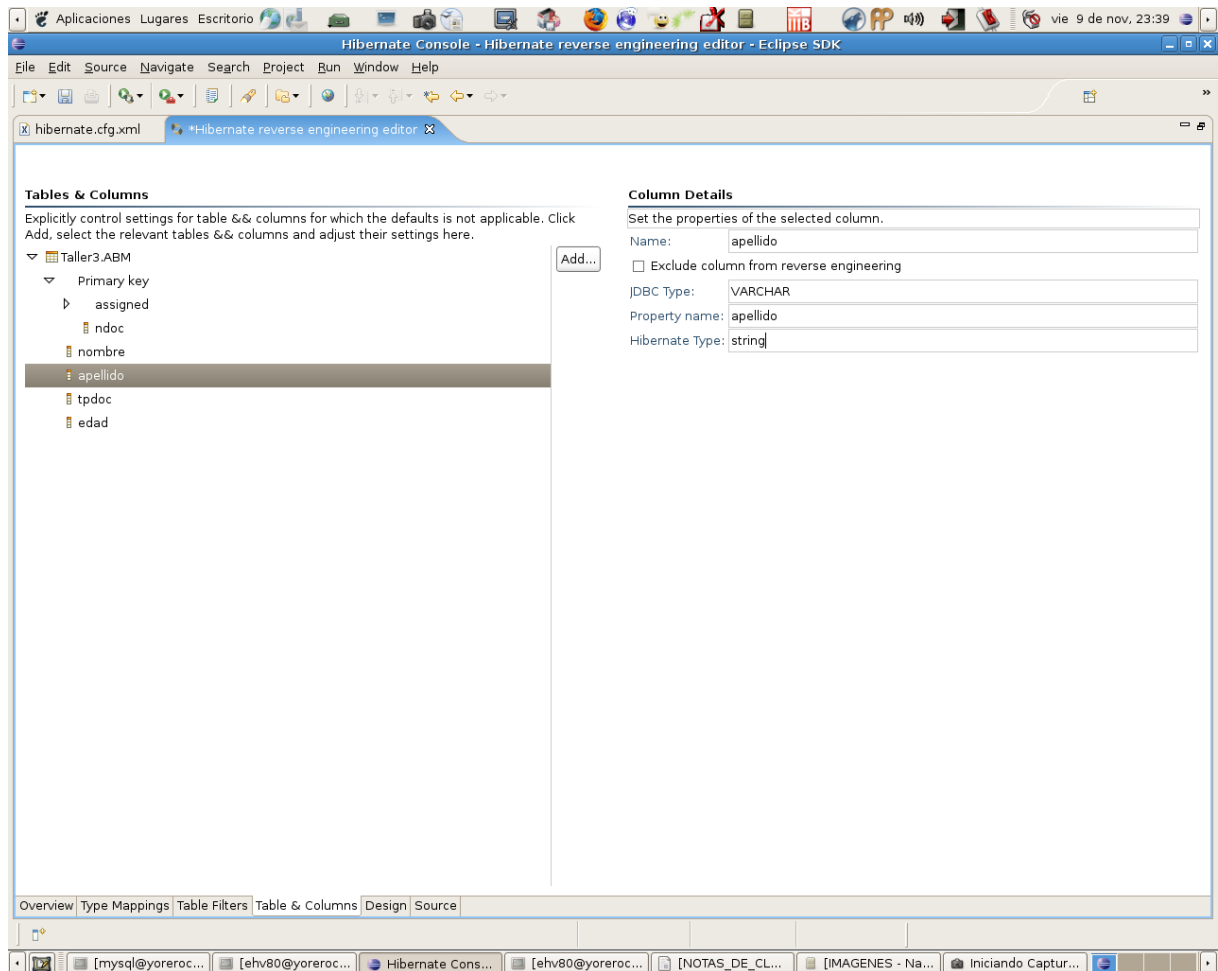 Aplicaciones Lugares Escritorio vie 9 de nov, 23:39
Hibernate Console - Hibernate reverse engineering editor - Eclipse SDK
File Edit Source Navigate Search Project Run Window Help
hibernate.cfg.xml *Hibernate reverse engineering editor
Tables & Columns
Explicitly control settings for table && columns for which the defaults is not applicable. Click
Add, select the relevant tables && columns and adjust their settings here.
Taller3.ABM
Add...
Primary key
assigned
ndoc
nombre
apellido
tpdoc
edad
Column Details
Set the properties of the selected column.
Name: apellido
Exclude column from reverse engineering
JDBC Type: VARCHAR
Property name: apellido
Hibernate Type: string
Overview Type Mappings Table Filters Table & Columns Design Source
[mysql@yoreroc... [ehv80@yoreroc... Hibernate Cons... [ehv80@yoreroc... [NOTAS_DE_CL... [IMAGENES - Na... Iniciando Captur...